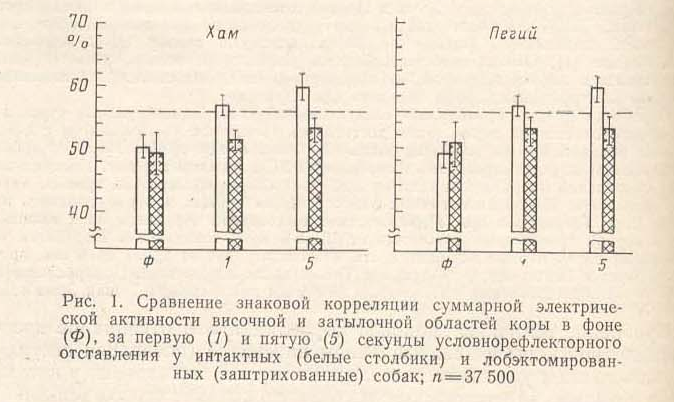 70
%
60
50
40
Хам
Ф 1 5
Пегий
Ф 1 5
Рис. 1. Сравнение знаковой корреляции суммарной электриче-
ской активности височной и затылочной областей коры в фоне
(Ф), за первую (1) и пятую (5) секунды условнорефлекторного
отставления у интактных (белые столбики) и лобэктомирован-
ных (заштрихованные) собак; n=37 500